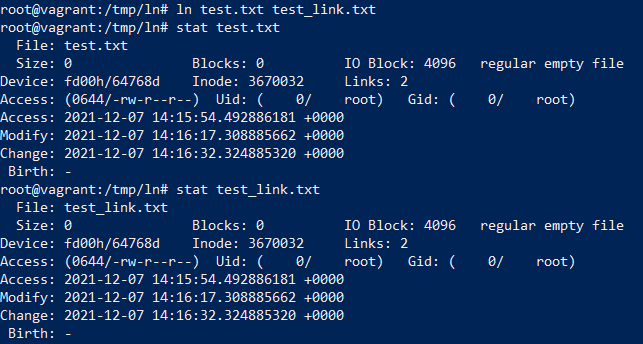 root@vagrant:/tmp/ln# ln test.txt test_link.txt
root@vagrant:/tmp/ln# stat test.txt
  File: test.txt
  Size: 0               Blocks: 0          IO Block: 4096   regular empty file
Device: fd00h/64768d    Inode: 3670032     Links: 2
Access: (0644/-rw-r--r--)  Uid: (    0/    root)   Gid: (    0/    root)
Access: 2021-12-07 14:15:54.492886181 +0000
Modify: 2021-12-07 14:16:17.308885662 +0000
Change: 2021-12-07 14:16:32.324885320 +0000
 Birth: -
root@vagrant:/tmp/ln# stat test_link.txt
  File: test_link.txt
  Size: 0               Blocks: 0          IO Block: 4096   regular empty file
Device: fd00h/64768d    Inode: 3670032     Links: 2
Access: (0644/-rw-r--r--)  Uid: (    0/    root)   Gid: (    0/    root)
Access: 2021-12-07 14:15:54.492886181 +0000
Modify: 2021-12-07 14:16:17.308885662 +0000
Change: 2021-12-07 14:16:32.324885320 +0000
 Birth: -